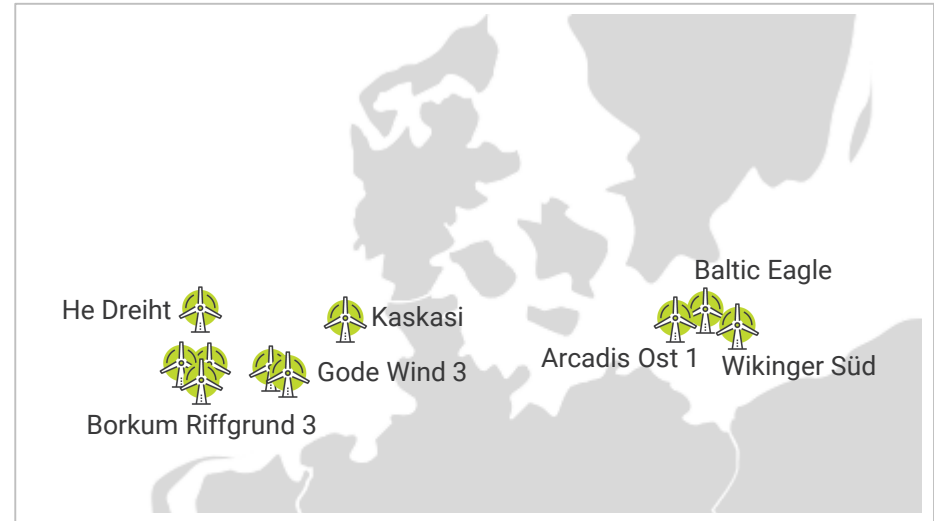 Baltic Eagle
He Dreiht
Kaskasi
Arcadis Ost 1
Wikinger Süd
Gode Wind 3
Borkum Riffgrund 3